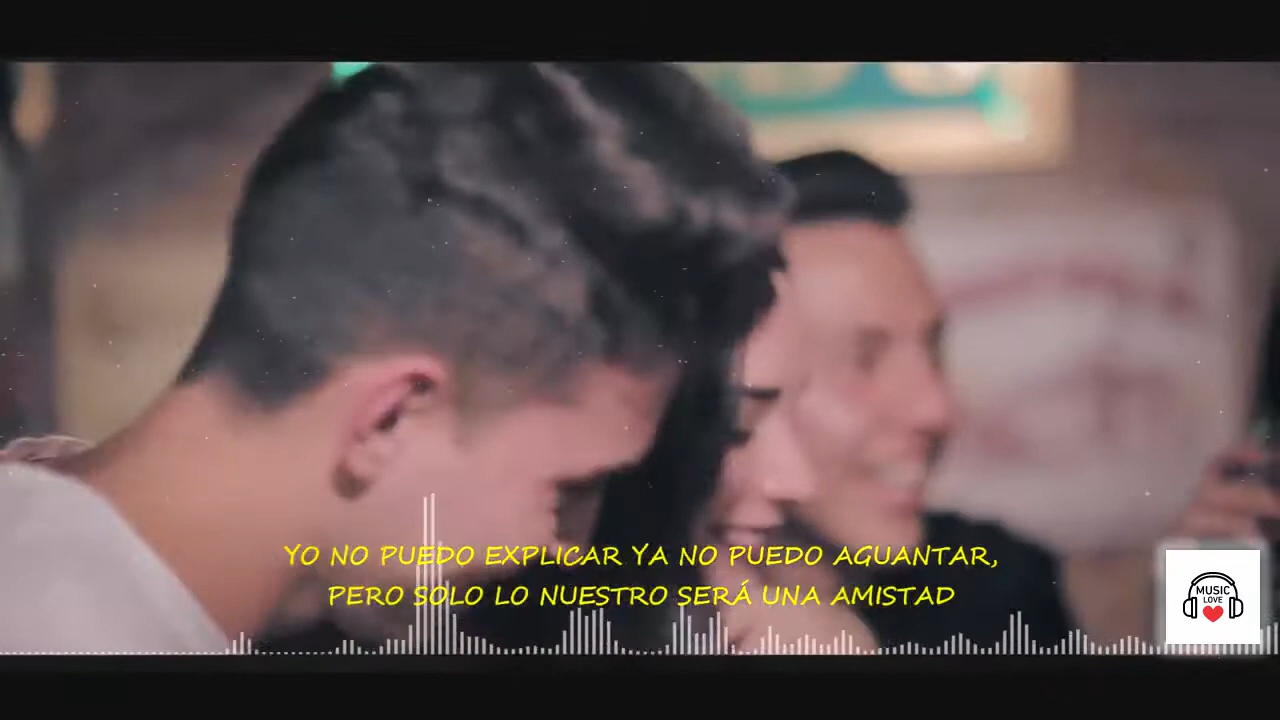 YO NO PUEDO EXPLICAR YA NO PUEDO AGUANTAR,
PERO SOLO LO NUESTRO SERÁ UNA AMISTAD
MUSIC
LOVE